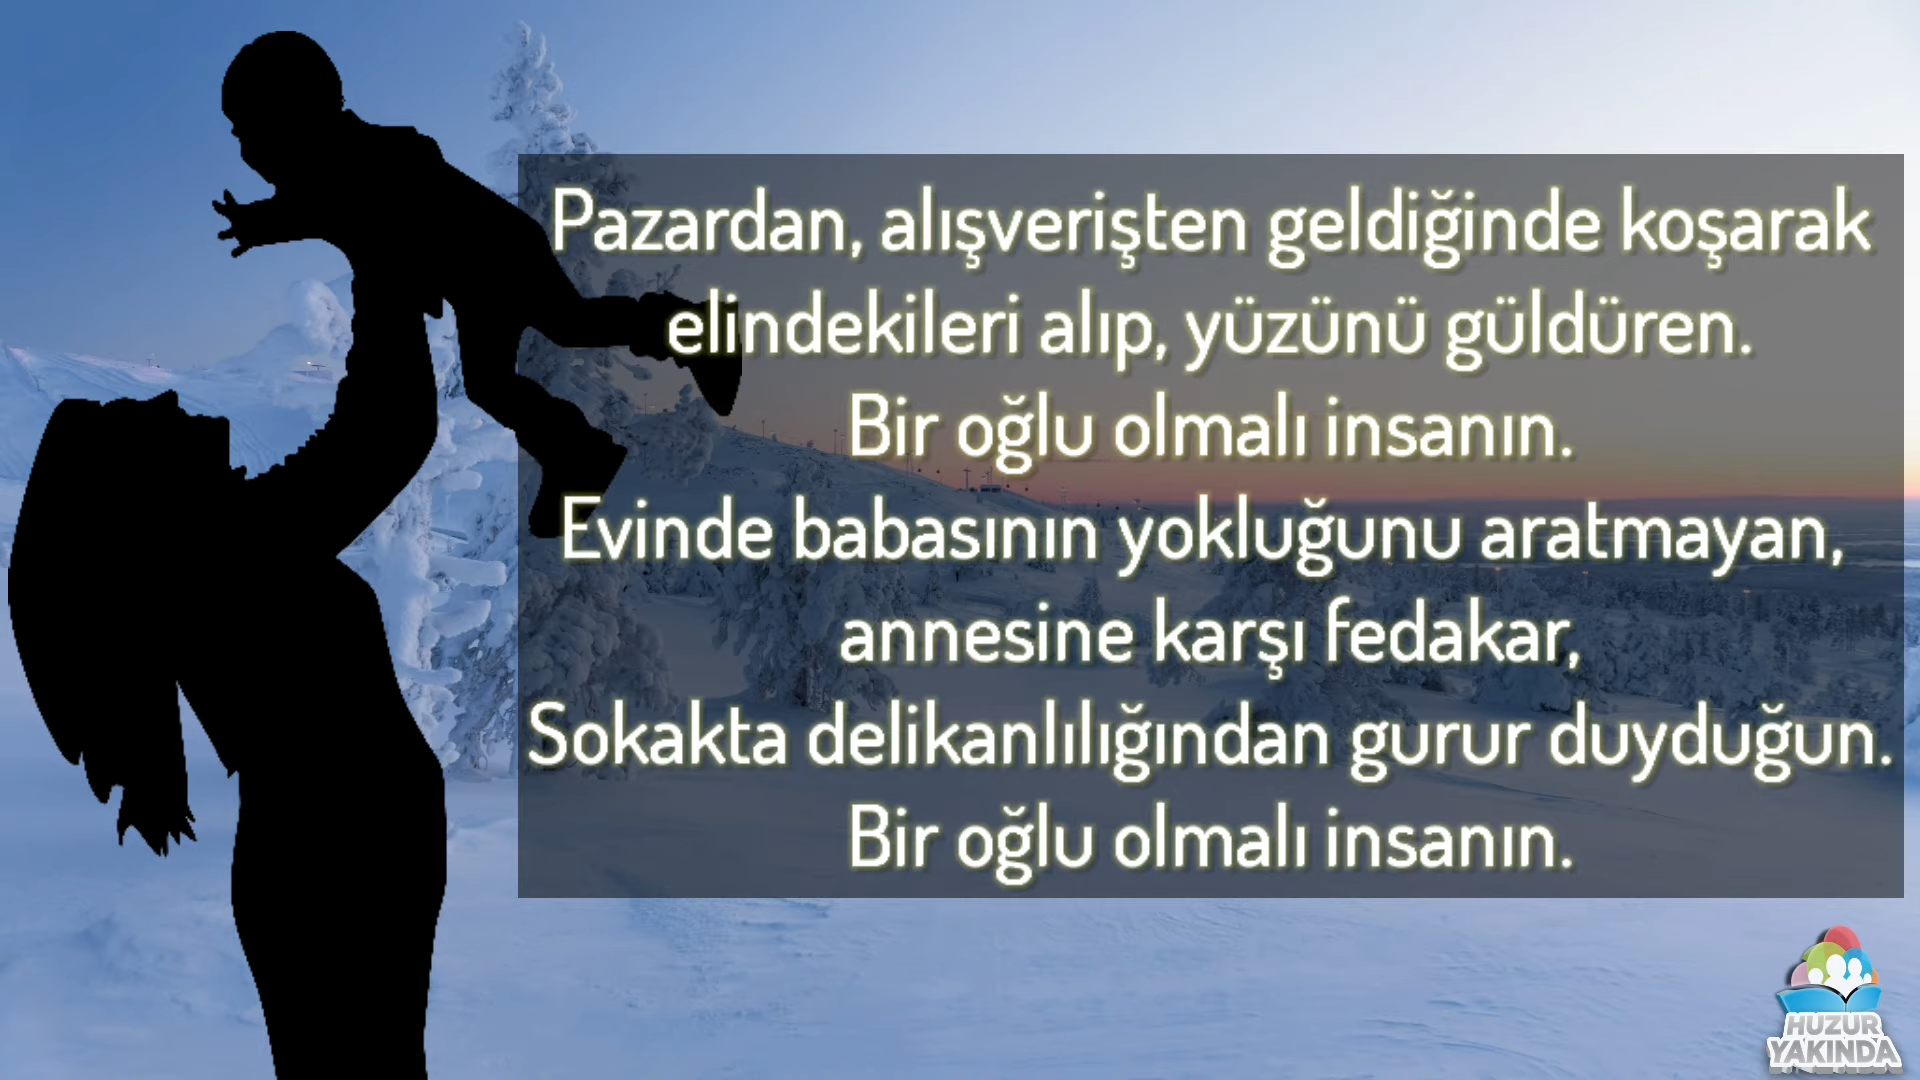 Pazardan, alışverişten geldiğinde koşarak
elindekileri alıp, yüzünü güldüren.
Bir oğlu olmalı insanın.
Evinde babasının yokluğunu aratmayan,
annesine karşı fedakar,
Sokakta delikanlılığından gurur duyduğun.
Bir oğlu olmalı insanın.
HUZUR
YAKINDA